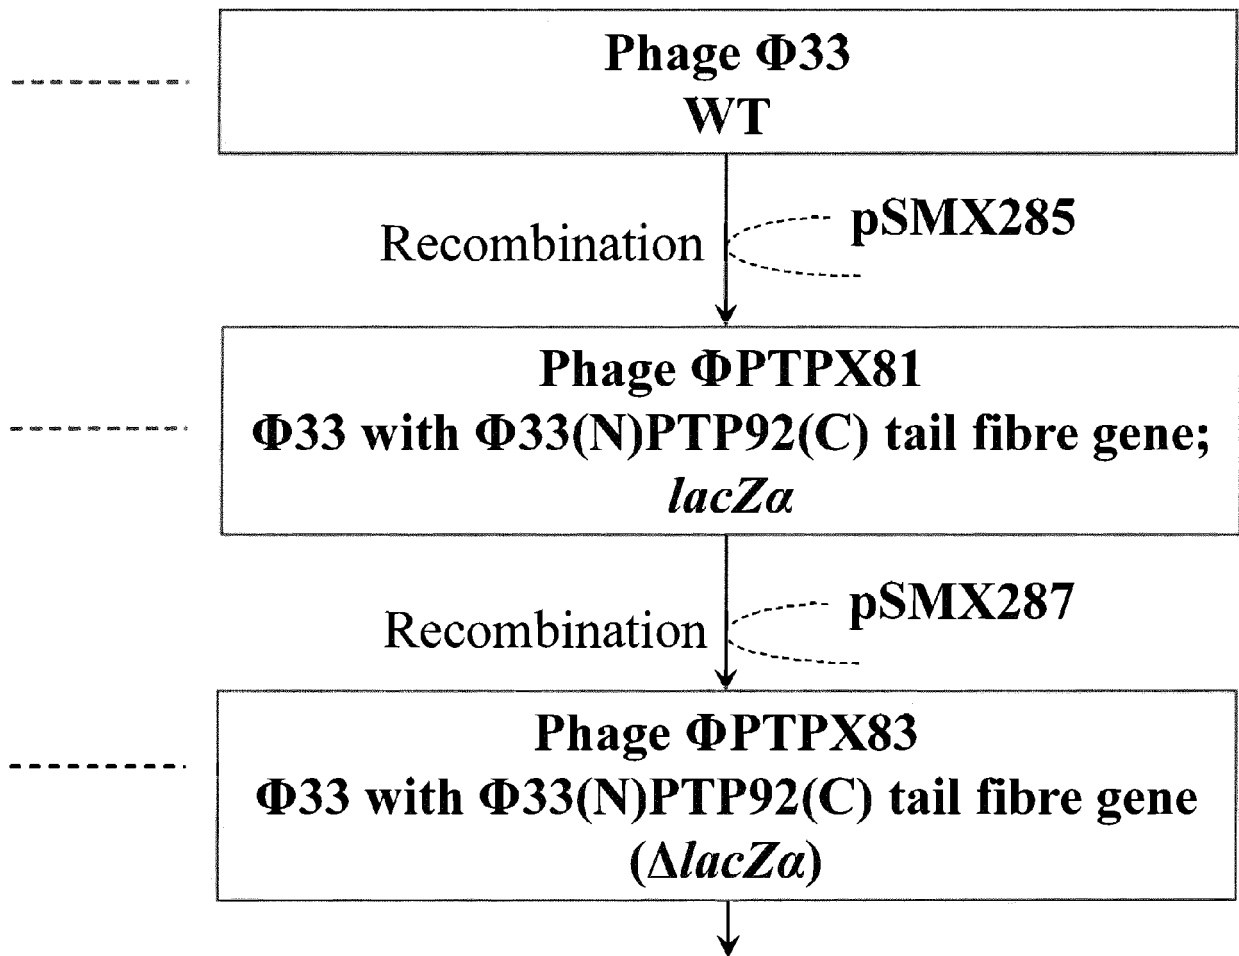 Phage Φ33
WT
Recombination
pSMX285
Phage ΦPTPX81
Φ33 with Φ33(N)PTP92(C) tail fibre gene;
lacZα
Recombination
pSMX287
Phage ΦPTPX83
Φ33 with Φ33(N)PTP92(C) tail fibre gene
(ΔlacZα)